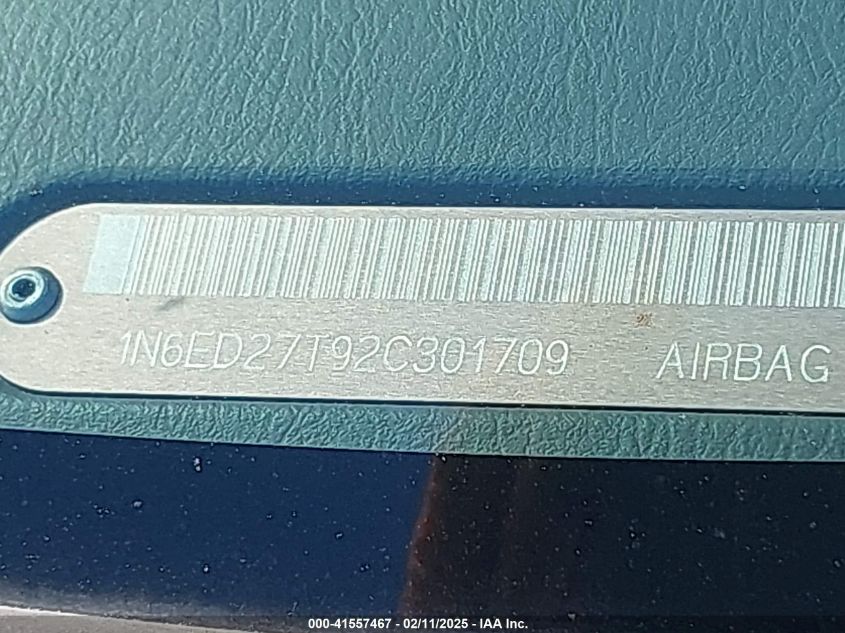 1N6ED27T92C301709 AIRBAG
000-41557467 - 02/11/2025 - IAA Inc.